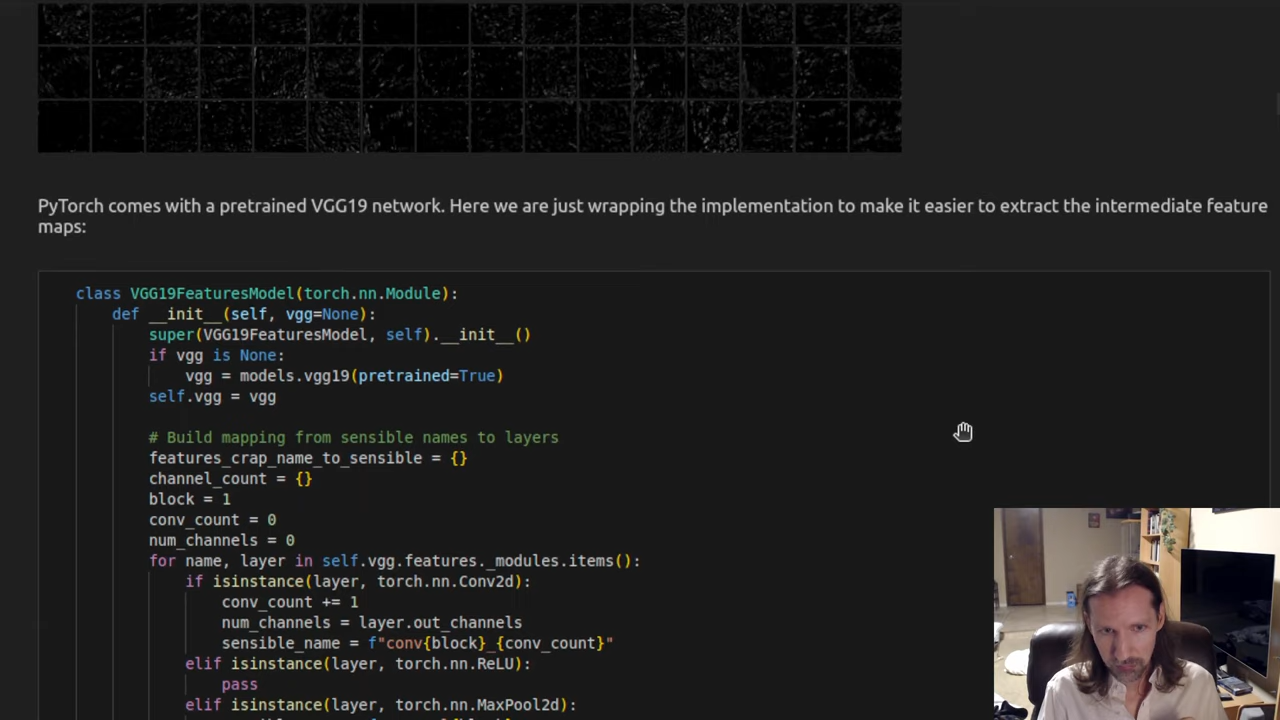 PyTorch comes with a pretrained VGG19 network. Here we are just wrapping the implementation to make it easier to extract the intermediate feature
maps:
class VGG19FeaturesModel(torch.nn.Module):
def __init__(self, vgg=None):
super(VGG19FeaturesModel, self).__init__()
if vgg is None:
vgg = models.vgg19(pretrained=True)
self.vgg = vgg
# Build mapping from sensible names to layers
features_crap_name_to_sensible = {}
channel_count = {}
block = 1
conv_count = 0
num_channels = 0
for name, layer in self.vgg.features._modules.items():
if isinstance(layer, torch.nn.Conv2d):
conv_count += 1
num_channels = layer.out_channels
sensible_name = f"conv{block}_{conv_count}"
elif isinstance(layer, torch.nn.ReLU):
pass
elif isinstance(layer, torch.nn.MaxPool2d):